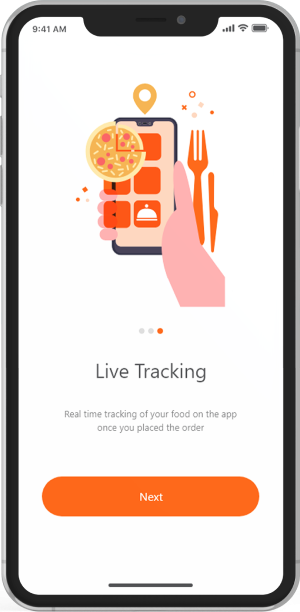 9:41 AM
Live Tracking
Real time tracking of your food on the app
once you placed the order
Next